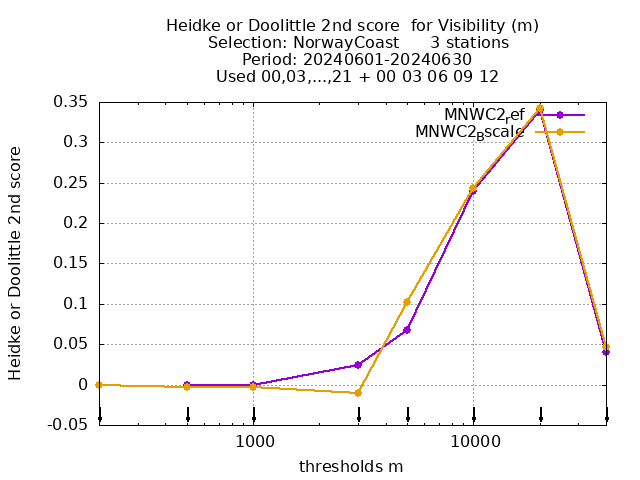 Heidke or Doolittle 2nd score  for Visibility (m)
Selection: NorwayCoast      3 stations
Period: 20240601-20240630
Used 00,03,...,21 + 00 03 06 09 12
MNWC2ref
MNWC2Bscale
0.35
0.3
0.25
0.2
0.15
0.1
0.05
0
-0.05
Heidke or Doolittle 2nd score
1000
10000
thresholds m